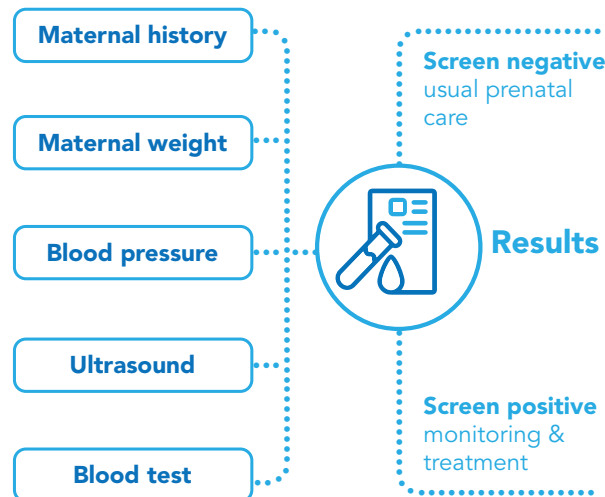 Maternal history
Maternal weight
Blood pressure
Ultrasound
Blood test
Screen negative
usual prenatal
care
Results
Screen positive
monitoring &
treatment